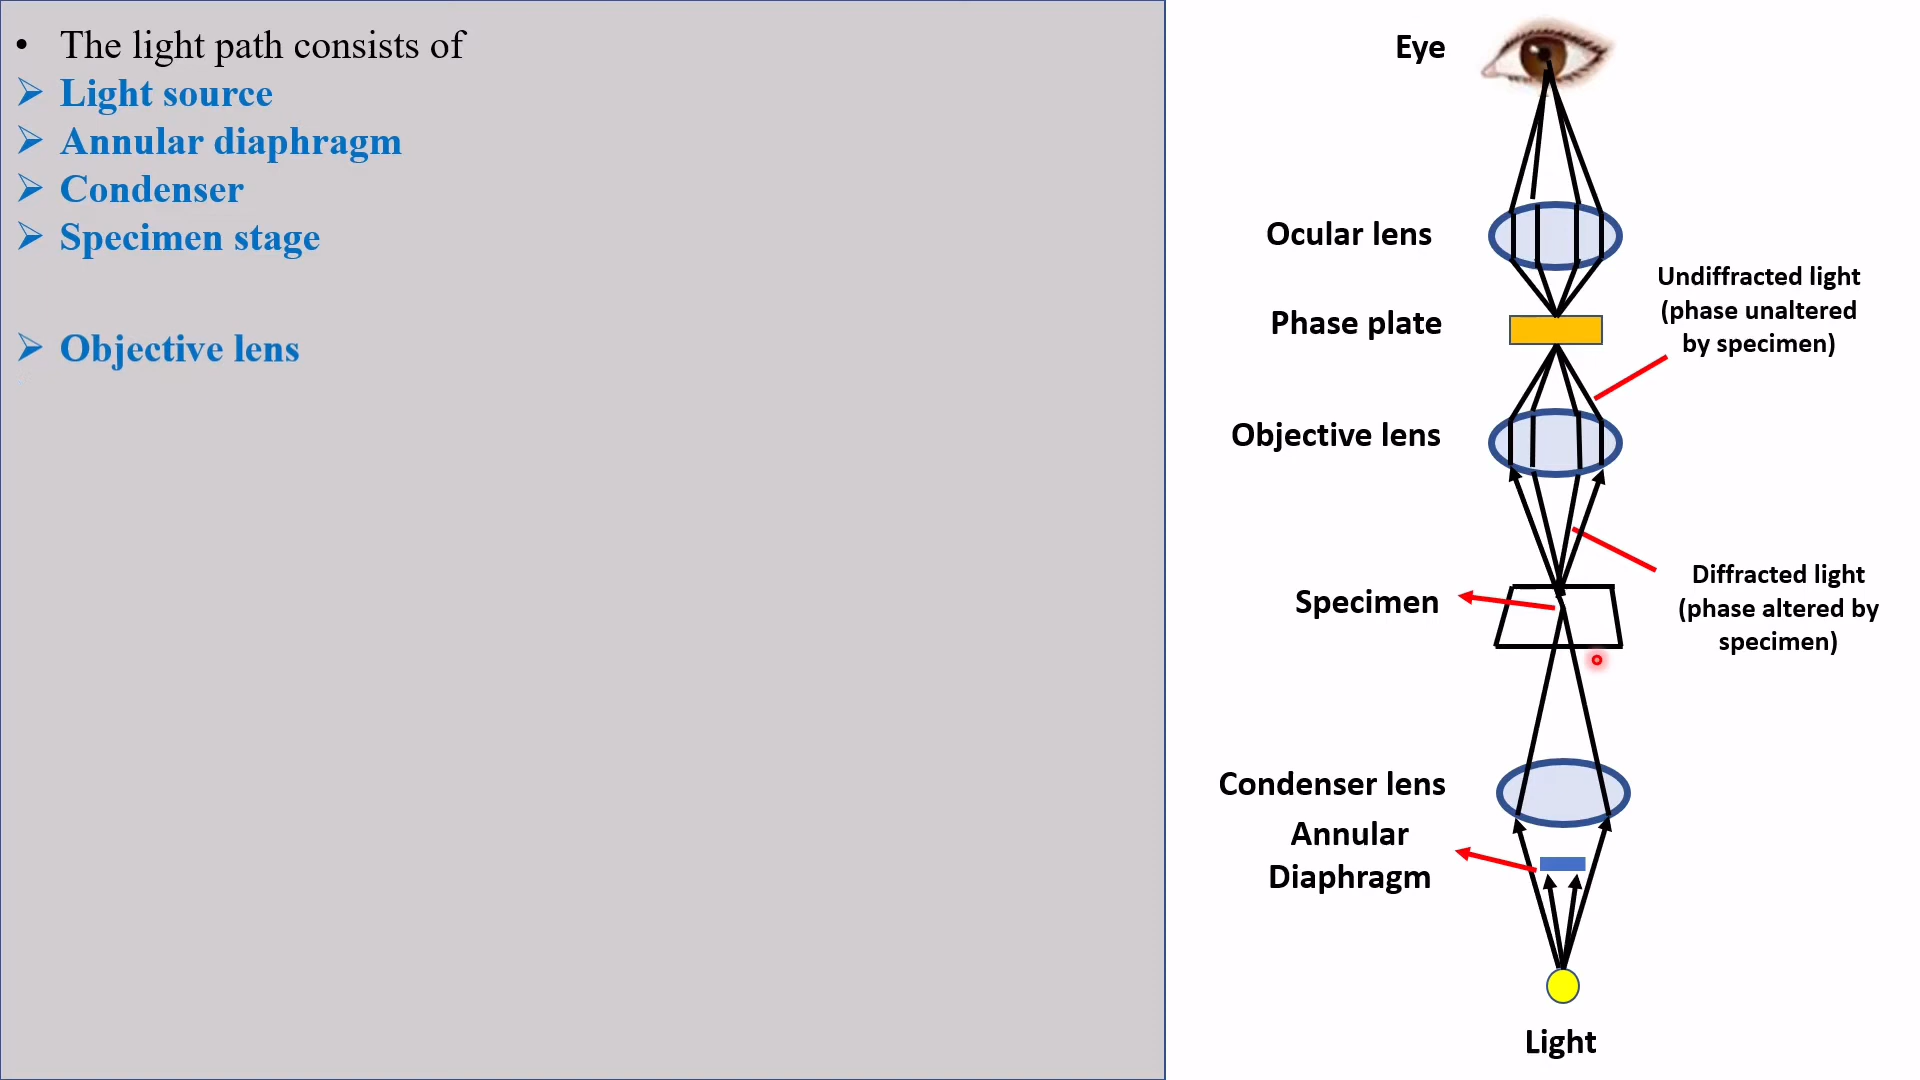 • The light path consists of
➢ Light source
➢ Annular diaphragm
➢ Condenser
➢ Specimen stage
➢ Objective lens
Eye
Ocular lens
Undiffracted light
(phase unaltered
by specimen)
Phase plate
Objective lens
Diffracted light
(phase altered by
specimen)
Specimen
Condenser lens
Annular
Diaphragm
Light